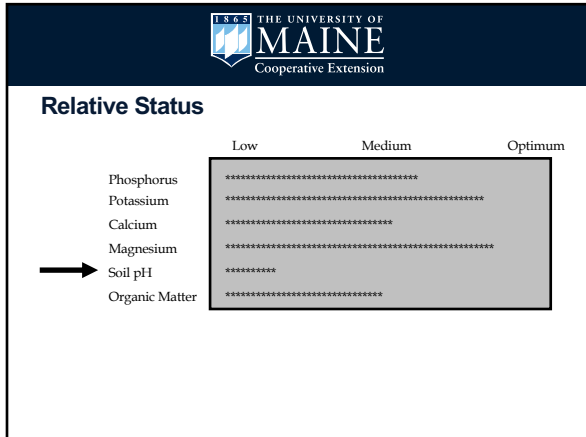 1865 THE UNIVERSITY OF
MAINE
Cooperative Extension
Relative Status
Low Medium Optimum
Phosphorus **************************************
Potassium ***************************************************
Calcium *********************************
Magnesium *****************************************************
Soil pH **********
Organic Matter *******************************